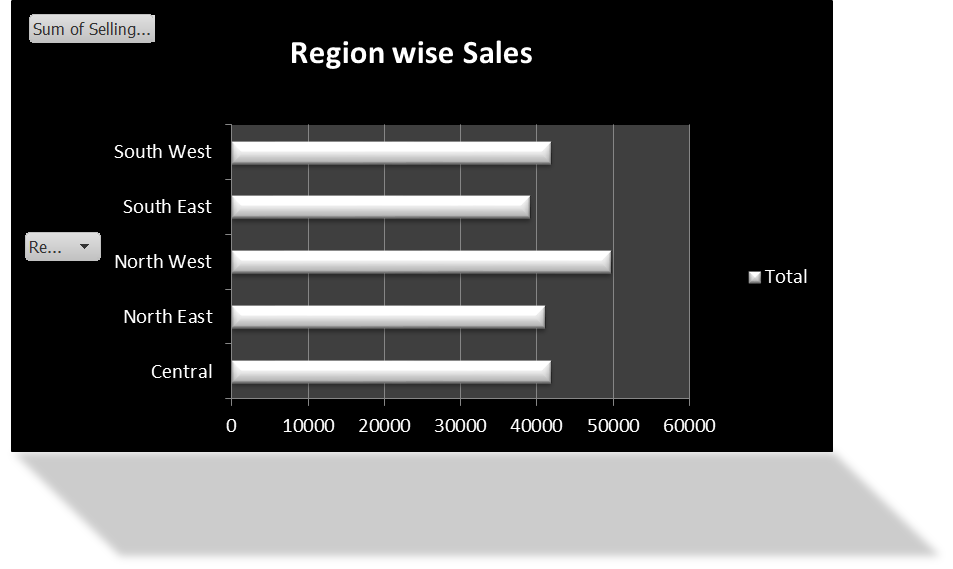 Sum of Selling...
Region wise Sales
South West
South East
Re...
North West
Total
North East
Central
0 10000 20000 30000 40000 50000 60000